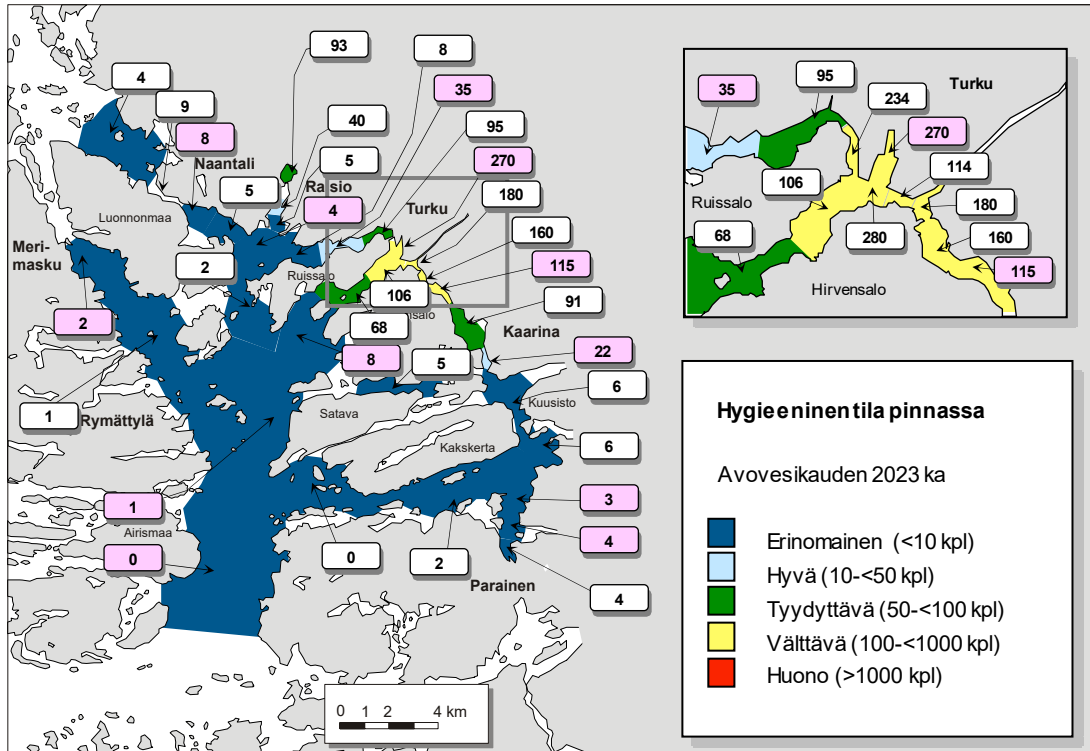 93
8
4
35
9
40
95
8
Naantali
5
270
5
Raisio
180
4
Turku
Luonnonmaa
160
Meri-
masku
2
Ruissalo
115
106
91
2
68
Kaarina
8
5
22
1
Rymättylä
Satava
Kuusisto
6
Kakskerta
6
1
3
Airismaa
4
0
0
2
Parainen
4
0 1 2 4 km
95
35
234
Turku
270
114
106
Ruissalo
180
68
280
160
115
Hirvensalo
Hygieeninen tila pinnassa
Avovesikauden 2023 ka
Erinomainen (<10 kpl)
Hyvä (10-<50 kpl)
Tyydyttävä (50-<100 kpl)
Välttävä (100-<1000 kpl)
Huono (>1000 kpl)